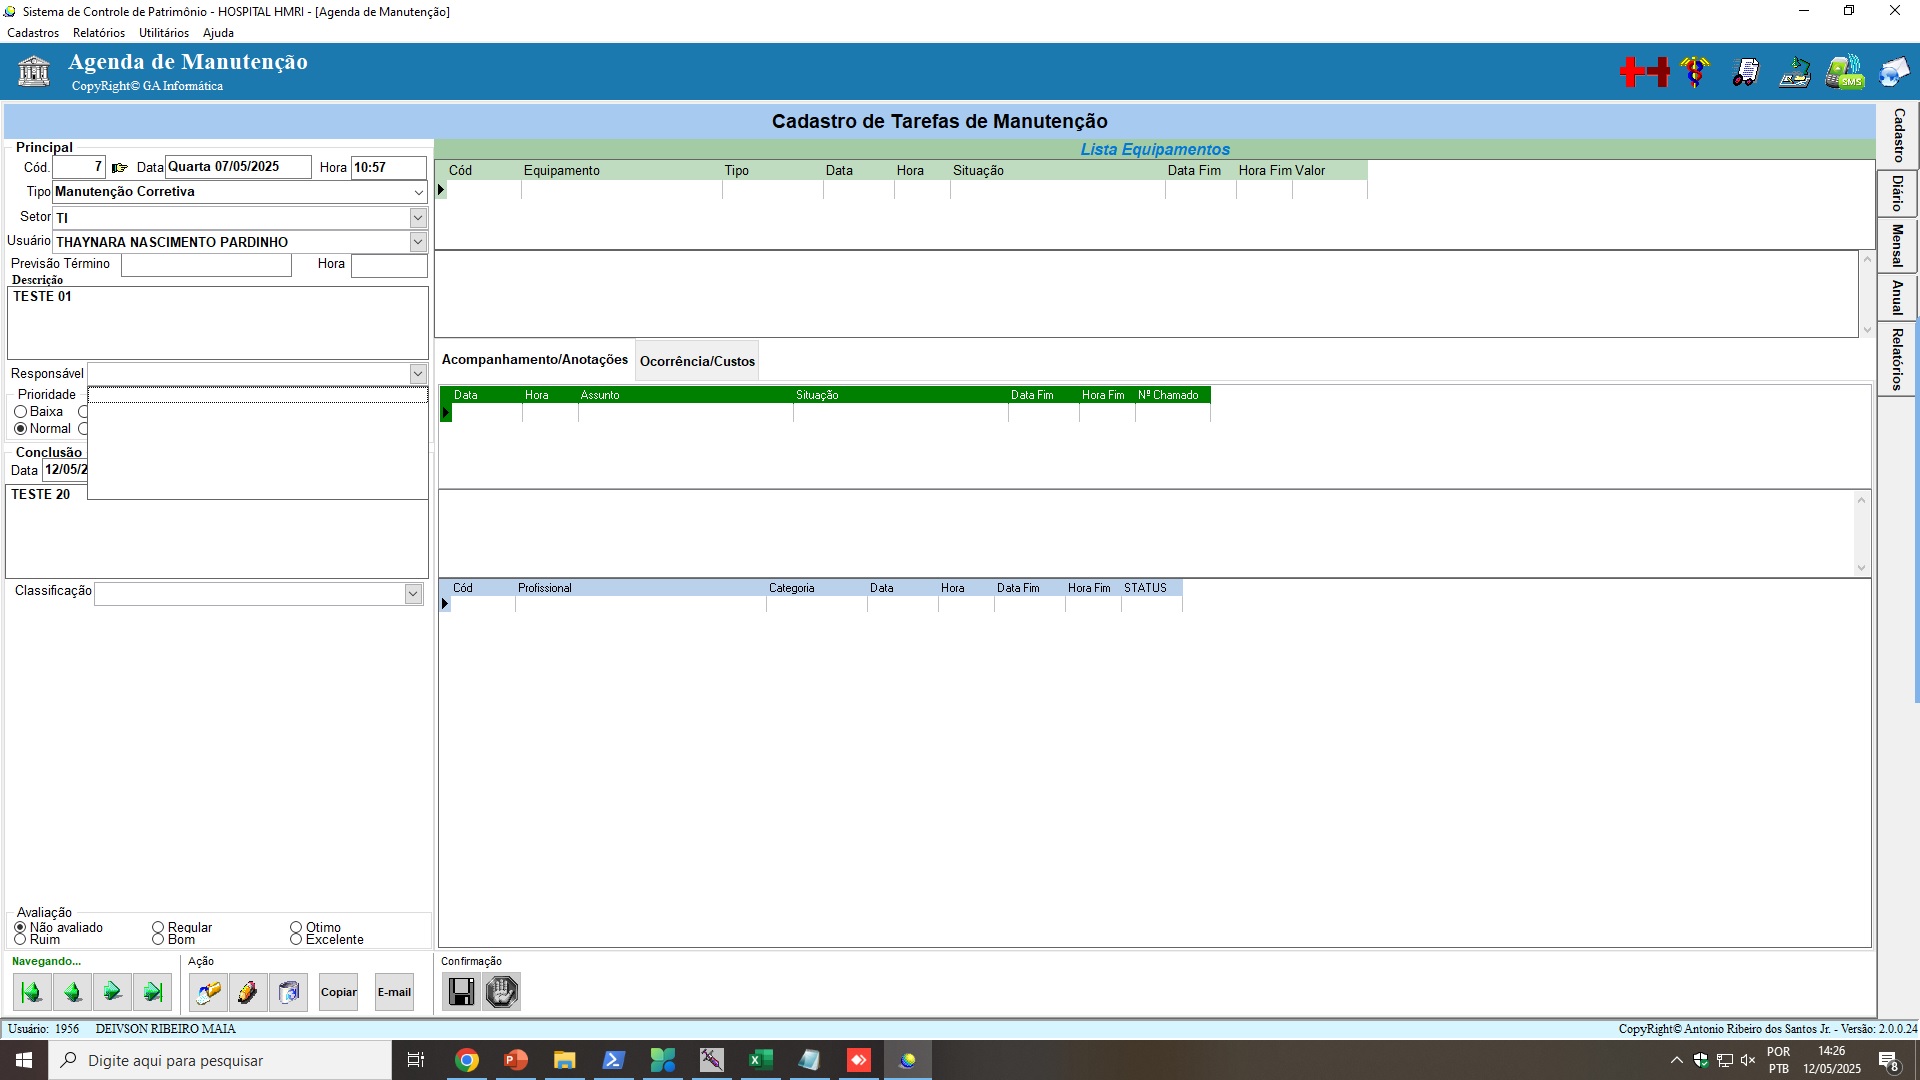 Sistema de Controle de Patrimônio - HOSPITAL HMRI - [Agenda de Manutenção]
Cadastros Relatórios Utilitários Ajuda
Agenda de Manutenção
CopyRight© GA Informática
SMS
Cadastro de Tarefas de Manutenção
Principal
Cód. 7 Data Quarta 07/05/2025 Hora 10:57
Tipo Manutenção Corretiva
Setor TI
Usuário THAYNARA NASCIMENTO PARDINHO
Previsão Término Hora
Descrição
TESTE 01
Responsável
Prioridade
Baixa
Normal
Conclusão
Data 12/05/2
TESTE 20
Classificação
Avaliação
Não avaliado Regular Otimo
Ruim Bom Excelente
Lista Equipamentos
Cód Equipamento Tipo Data Hora Situação Data Fim Hora Fim Valor
Acompanhamento/Anotações Ocorrência/Custos
Data Hora Assunto Situação Data Fim Hora Fim Nº Chamado
Cód Profissional Categoria Data Hora Data Fim Hora Fim STATUS
Cadastro
Diário
Mensal
Anual
Relatórios
Navegando... Ação Confirmação
Copiar E-mail
Usuário: 1956 DEIVSON RIBEIRO MAIA
CopyRight© Antonio Ribeiro dos Santos Jr. - Versão: 2.0.0.24
Digite aqui para pesquisar
POR
PTB
14:26
12/05/2025
8